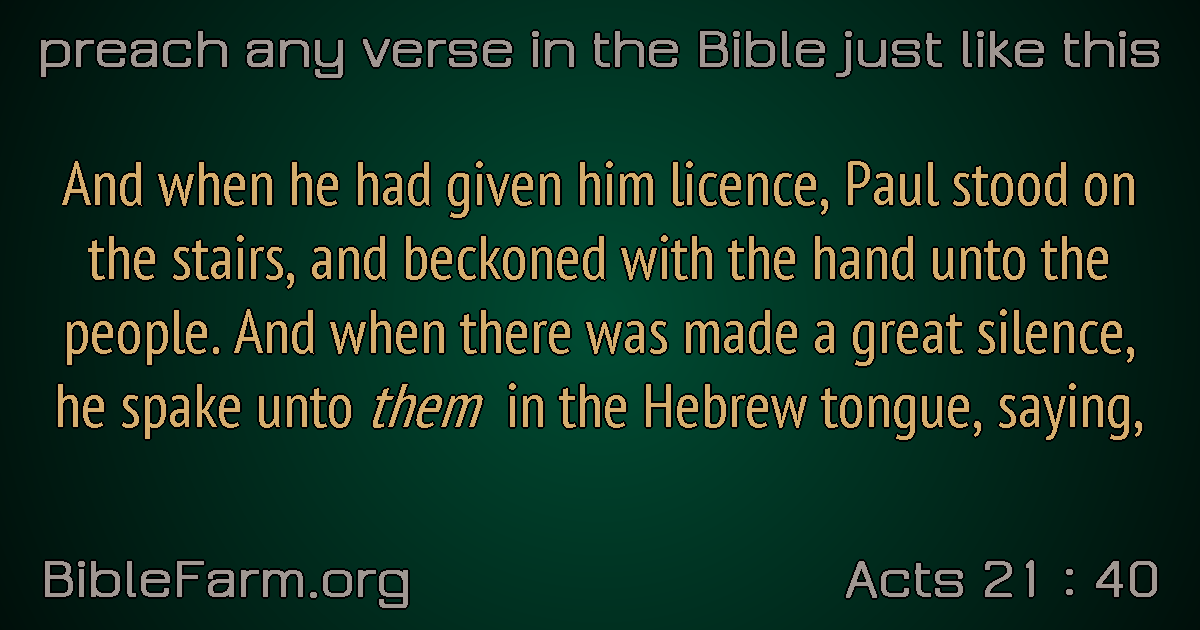 preach any verse in the Bible just like this
And when he had given him licence, Paul stood on
the stairs, and beckoned with the hand unto the
people. And when there was made a great silence,
he spake unto them in the Hebrew tongue, saying,
BibleFarm.org
Acts 21 : 40